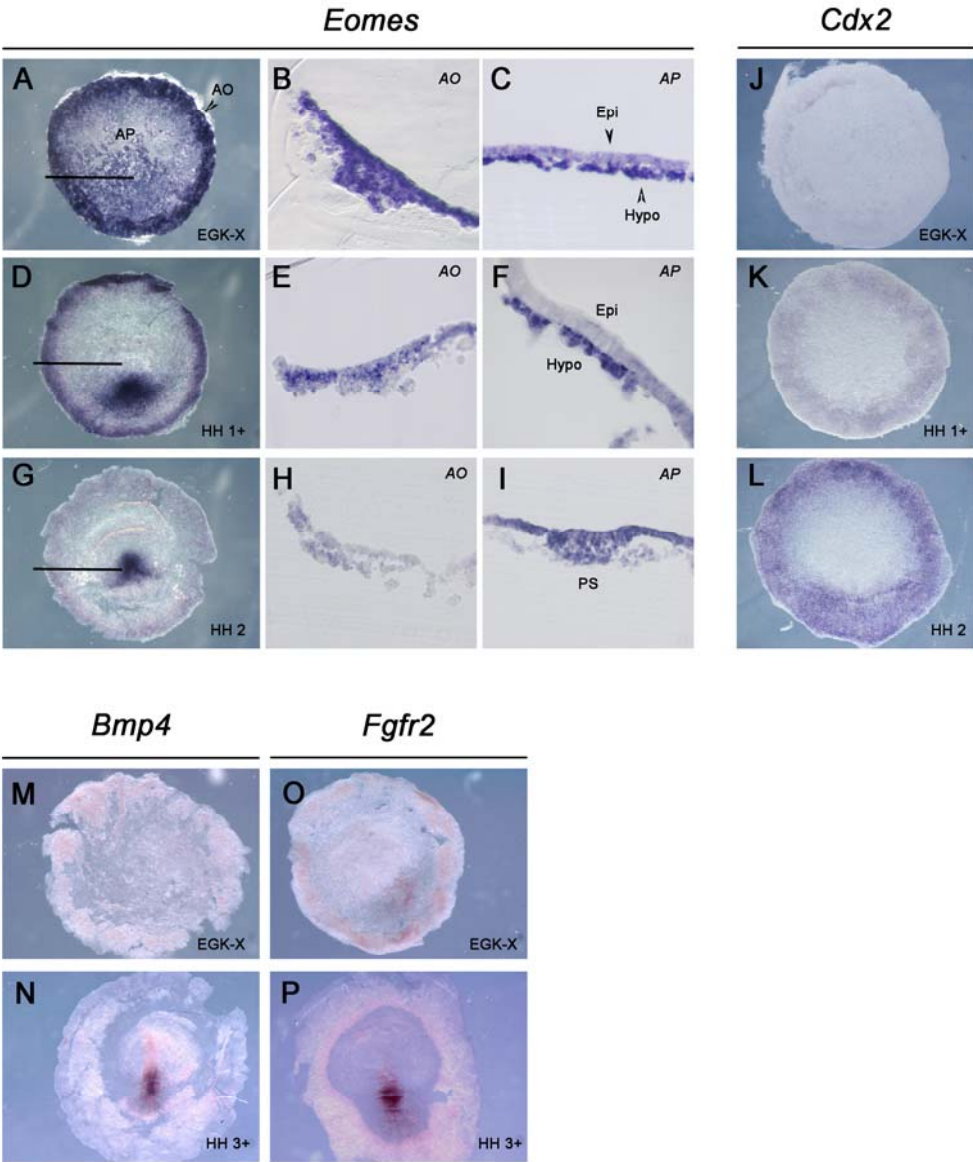 Eomes
Cdx2
A
AO
AP
EGK-X
B
AO
C
AP
Epi
Hypo
J
EGK-X
D
HH 1+
E
AO
F
AP
Epi
Hypo
K
HH 1+
G
HH 2
H
AO
I
AP
PS
L
HH 2
Bmp4
Fgfr2
M
EGK-X
O
EGK-X
N
HH 3+
P
HH 3+